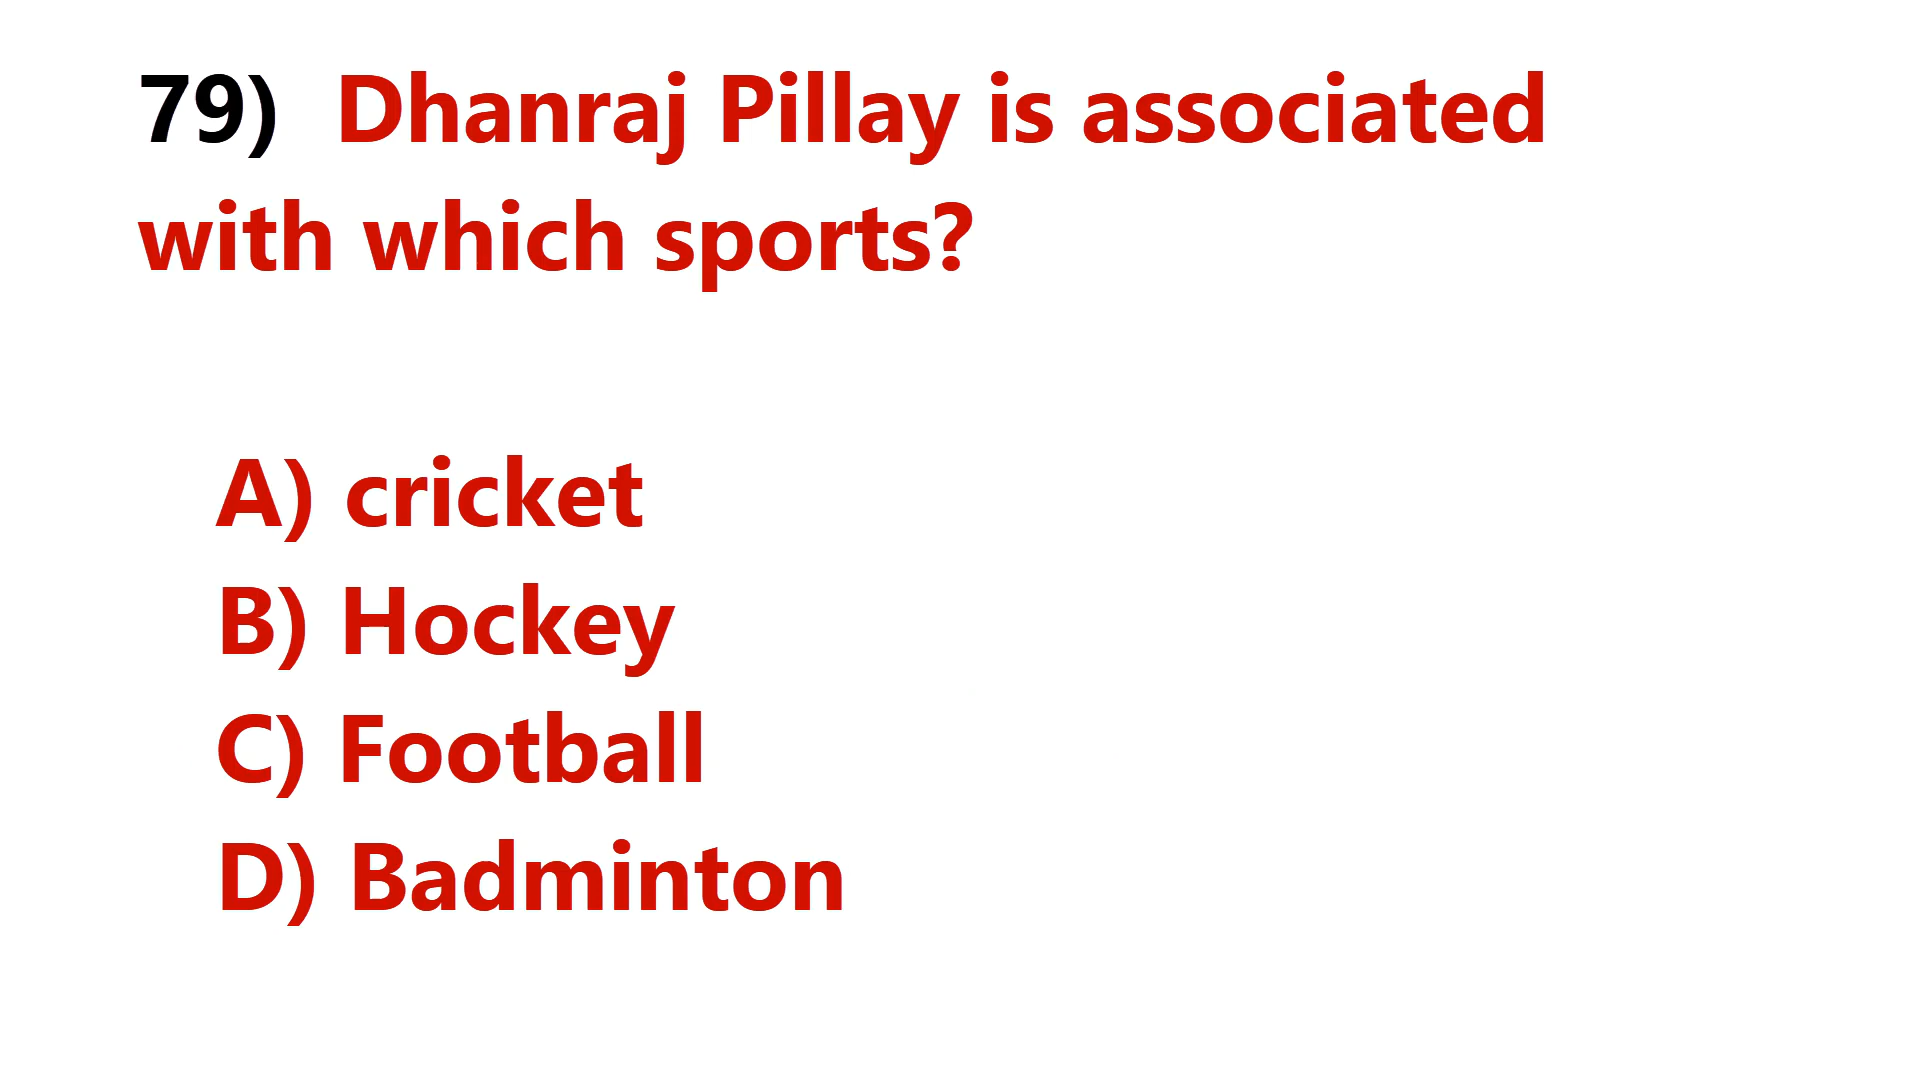 79) Dhanraj Pillay is associated
with which sports?
A) cricket
B) Hockey
C) Football
D) Badminton